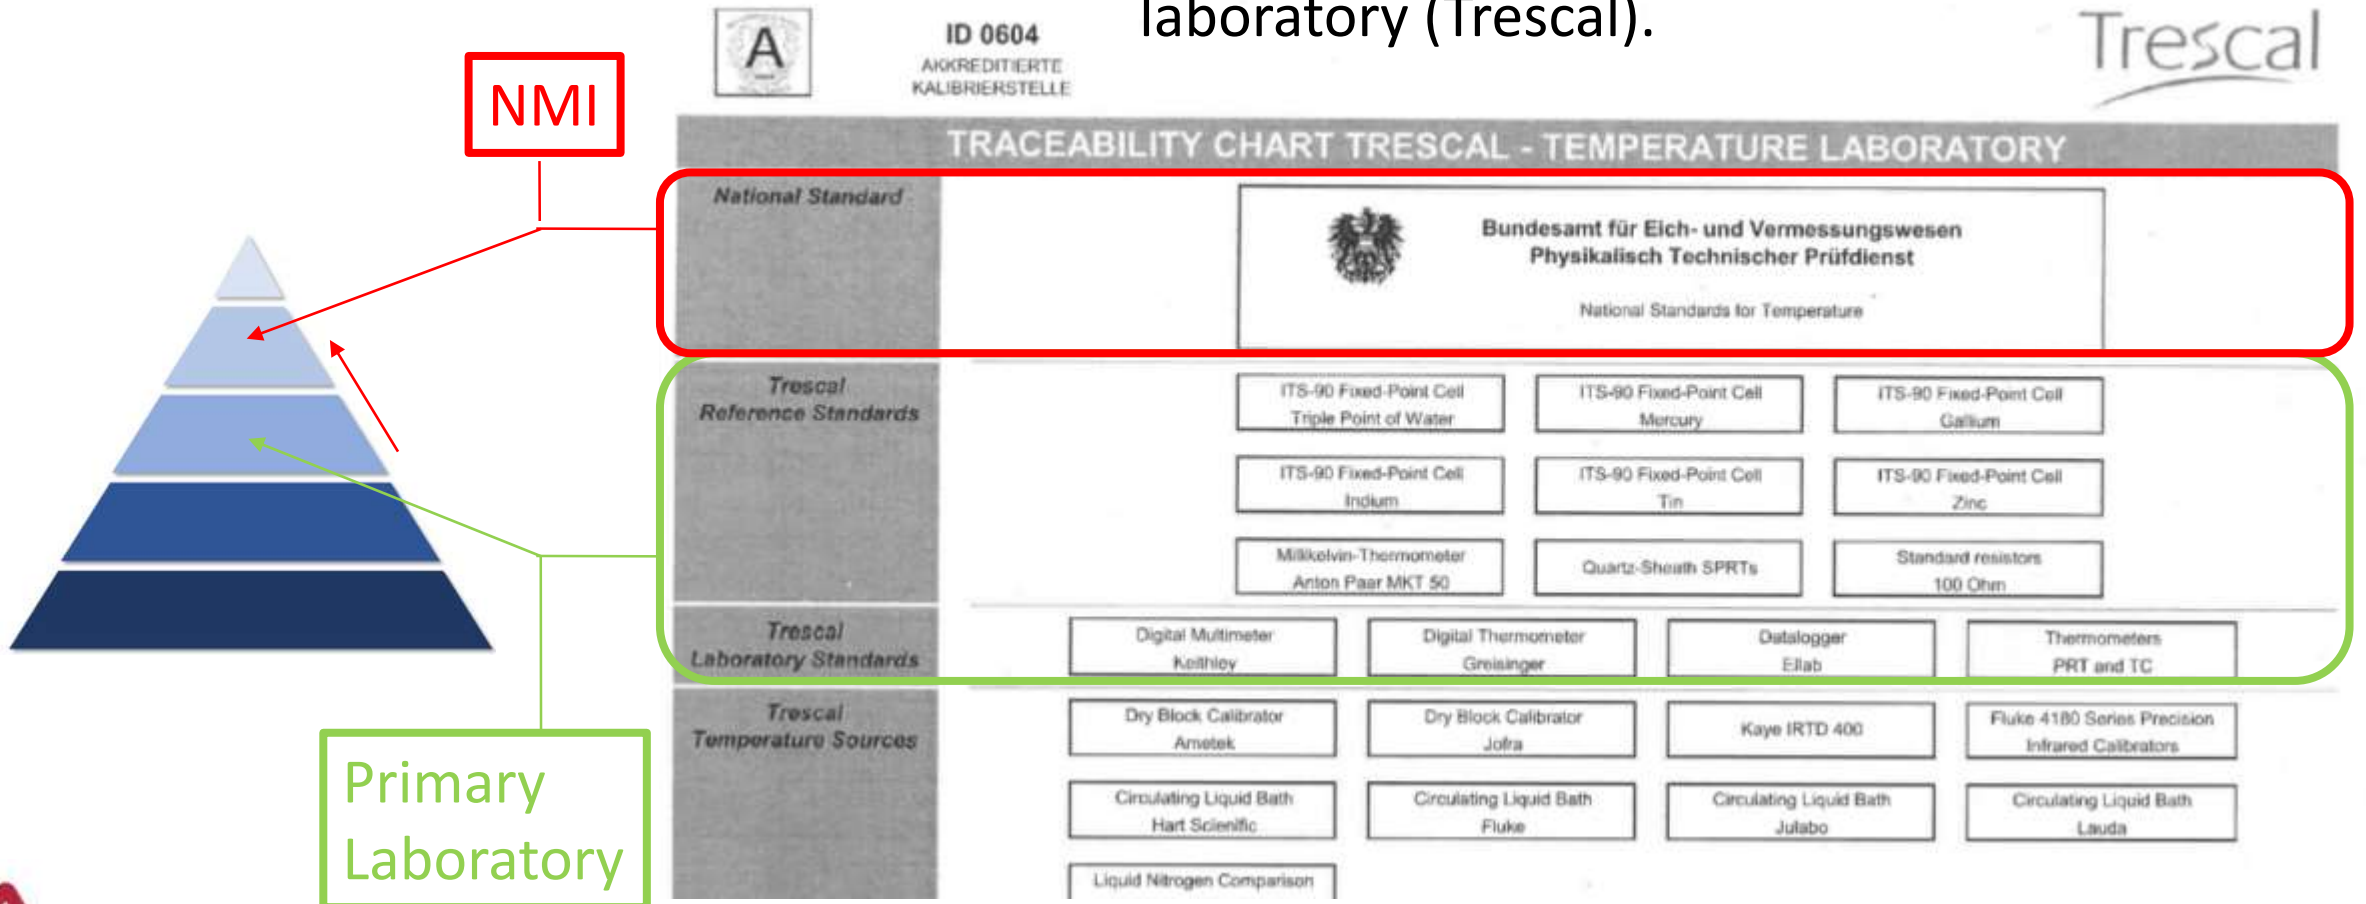 laboratory (Trescal).
A
ID 0604
AKKREDITIERTE
KALIBRIERSTELLE
Trescal
NMI
TRACEABILITY CHART TRESCAL - TEMPERATURE LABORATORY
National Standard
Bundesamt für Eich- und Vermessungswesen
Physikalisch Technischer Prüfdienst
National Standards for Temperature
Trescal
Reference Standards
ITS-90 Fixed-Point Cell
Triple Point of Water
ITS-90 Fixed-Point Cell
Mercury
ITS-90 Fixed-Point Cell
Gallium
ITS-90 Fixed-Point Cell
Indium
ITS-90 Fixed-Point Cell
Tin
ITS-90 Fixed-Point Cell
Zinc
Millikelvin-Thermometer
Anton Paar MKT 50
Quartz-Sheath SPRTs
Standard resistors
100 Ohm
Trescal
Laboratory Standards
Digital Multimeter
Keithley
Digital Thermometer
Greisinger
Datalogger
Ellab
Thermometers
PRT and TC
Trescal
Temperature Sources
Dry Block Calibrator
Ametek
Dry Block Calibrator
Jofra
Kaye IRTD 400
Fluke 4180 Series Precision
Infrared Calibrators
Circulating Liquid Bath
Hart Scienific
Circulating Liquid Bath
Fluke
Circulating Liquid Bath
Julabo
Circulating Liquid Bath
Lauda
Liquid Nitrogen Comparison
Primary
Laboratory